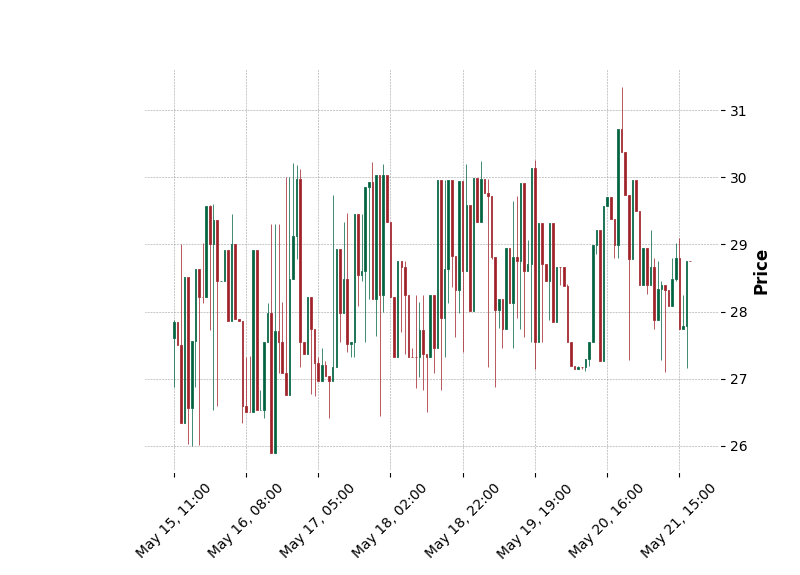 31
30
29
28
27
26
Price
May 15, 11:00
May 16, 08:00
May 17, 05:00
May 18, 02:00
May 18, 22:00
May 19, 19:00
May 20, 16:00
May 21, 15:00